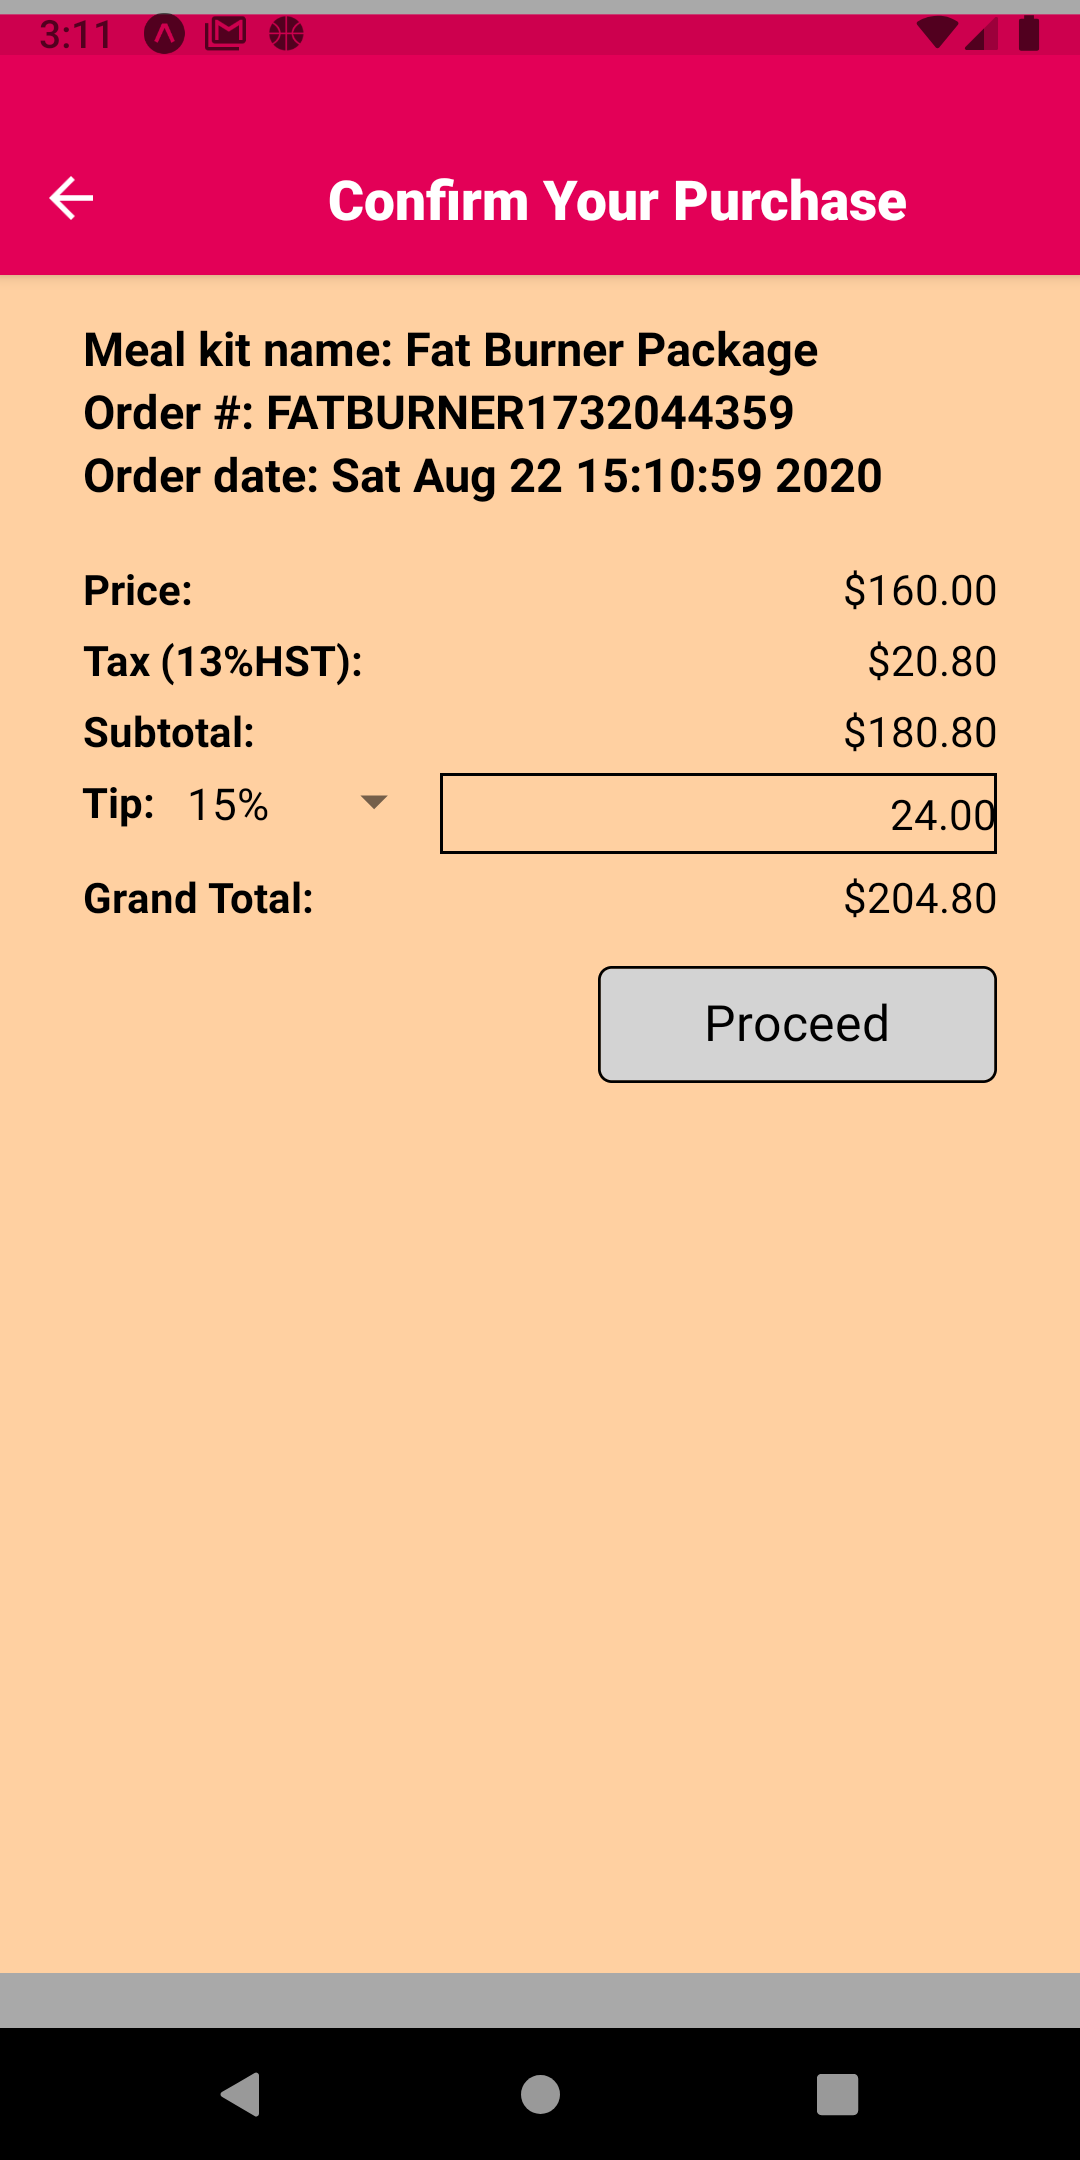 3:11
Confirm Your Purchase
Meal kit name: Fat Burner Package
Order #: FATBURNER1732044359
Order date: Sat Aug 22 15:10:59 2020
Price: $160.00
Tax (13%HST): $20.80
Subtotal: $180.80
Tip: 15% 24.00
Grand Total: $204.80
Proceed